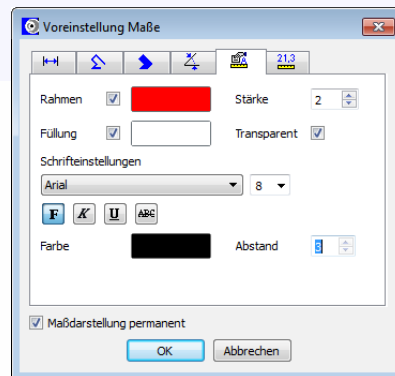 Voreinstellung Maße
21,3
Rahmen Stärke 2
Füllung Transparent
Schrifteinstellungen
Arial 8
F K U ABC
Farbe Abstand 3
Maßdarstellung permanent
OK Abbrechen